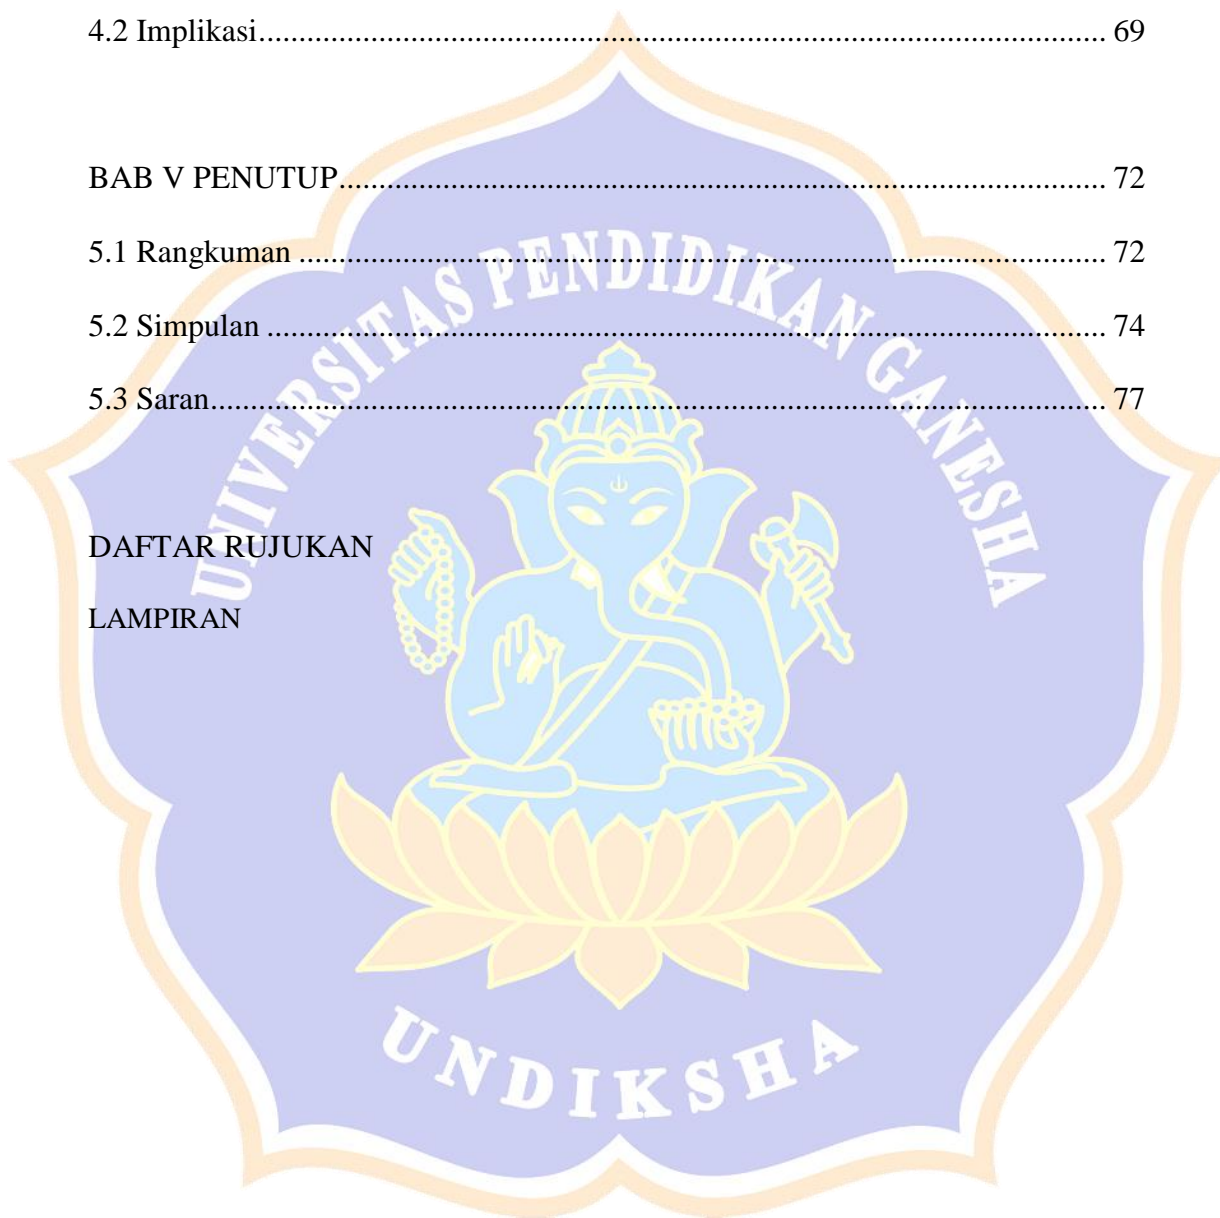 4.2 Implikasi........................................................................................................ 69
BAB V PENUTUP.............................................................................................. 72
5.1 Rangkuman ................................................................................................... 72
UNIVERSITAS PENDIDIKAN GANESHA
5.2 Simpulan ....................................................................................................... 74
5.3 Saran.............................................................................................................. 77
DAFTAR RUJUKAN
LAMPIRAN
UNDIKSHA